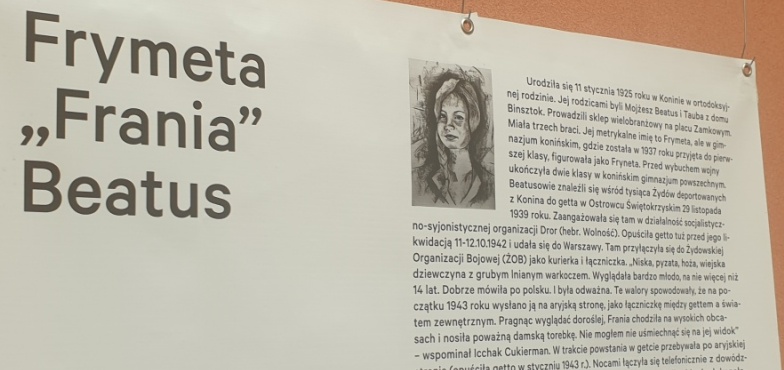 Frymeta
„Frania”
Beatus
Urodziła się 11 stycznia 1925 roku w Koninie w ortodoksyj-
nej rodzinie. Jej rodzicami byli Mojżesz Beatus i Tauba z domu
Binsztok. Prowadzili sklep wielobranżowy na placu Zamkowym.
Miała trzech braci. Jej metrykalne imię to Frymeta, ale w gim-
nazjum konińskim, gdzie została w 1937 roku przyjęta do pierw-
szej klasy, figurowała jako Fryneta. Przed wybuchem wojny
ukończyła dwie klasy w konińskim gimnazjum powszechnym.
Beatusowie znaleźli się wśród tysiąca Żydów deportowanych
z Konina do getta w Ostrowcu Świętokrzyskim 29 listopada
1939 roku. Zaangażowała się tam w działalność socjalistycz-
no-syjonistycznej organizacji Dror (hebr. Wolność). Opuściła getto tuż przed jego li-
kwidacją 11-12.10.1942 i udała się do Warszawy. Tam przyłączyła się do Żydowskiej
Organizacji Bojowej (ŻOB) jako kurierka i łączniczka. „Niska, pyzata, hoża, wiejska
dziewczyna z grubym lnianym warkoczem. Wyglądała bardzo młodo, na nie więcej niż
14 lat. Dobrze mówiła po polsku. I była odważna. Te walory spowodowały, że na po-
czątku 1943 roku wysłano ją na aryjską stronę, jako łączniczkę między gettem a świa-
tem zewnętrznym. Pragnąc wyglądać doroślej, Frania chodziła na wysokich obca-
sach i nosiła poważną damską torebkę. Nie mogłem nie uśmiechnąć się na jej widok”
– wspominał Icchak Cukierman. W trakcie powstania w getcie przebywała po aryjskiej
stronie (opuściła getto w styczniu 1943 r.). Nocami łączyła się telefonicznie z dowódz-